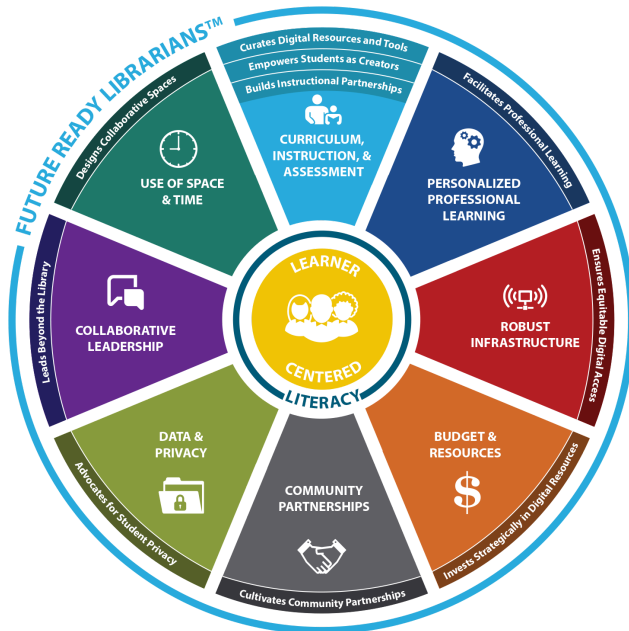 FUTURE READY LIBRARIANS™
Curates Digital Resources and Tools
Empowers Students as Creators
Builds Instructional Partnerships
CURRICULUM,
INSTRUCTION, &
ASSESSMENT
Facilitates Professional Learning
PERSONALIZED
PROFESSIONAL
LEARNING
Ensures Equitable Digital Access
ROBUST
INFRASTRUCTURE
Invests Strategically in Digital Resources
BUDGET &
RESOURCES
$
Cultivates Community Partnerships
COMMUNITY
PARTNERSHIPS
Advocates for Student Privacy
DATA &
PRIVACY
Leads Beyond the Library
COLLABORATIVE
LEADERSHIP
Designs Collaborative Spaces
USE OF SPACE
& TIME
LEARNER
CENTERED
LITERACY